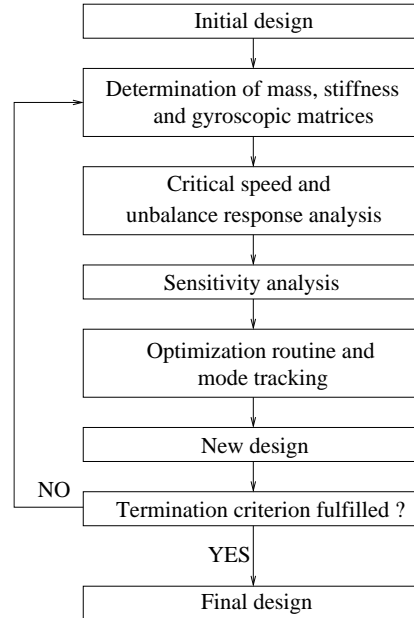 Initial design
Determination of mass, stiffness
and gyroscopic matrices
Critical speed and
unbalance response analysis
Sensitivity analysis
Optimization routine and
mode tracking
New design
NO
Termination criterion fulfilled ?
YES
Final design